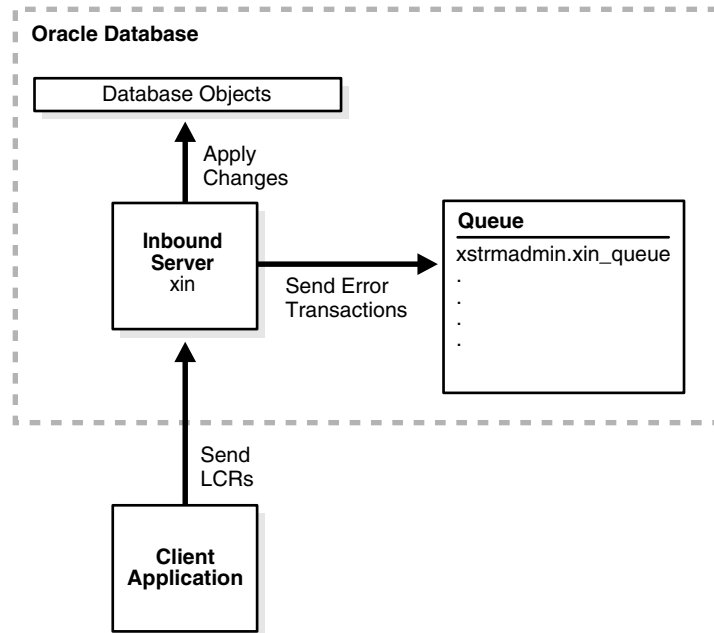 Oracle Database
Database Objects
Apply
Changes
Inbound
Server
xin
Send Error
Transactions
Queue
xstrmadmin.xin_queue
.
.
.
.
Send
LCRs
Client
Application